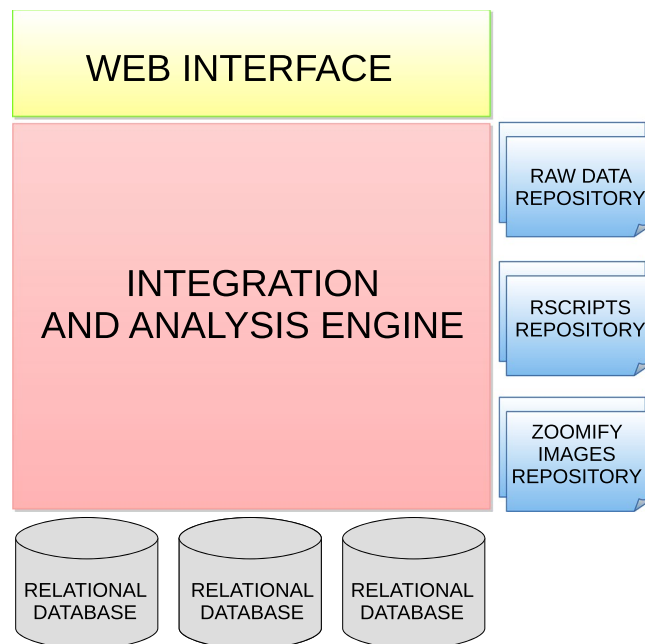 WEB INTERFACE
RAW DATA
REPOSITORY
INTEGRATION
AND ANALYSIS ENGINE
RSCRIPTS
REPOSITORY
ZOOMIFY
IMAGES
REPOSITORY
RELATIONAL
DATABASE
RELATIONAL
DATABASE
RELATIONAL
DATABASE